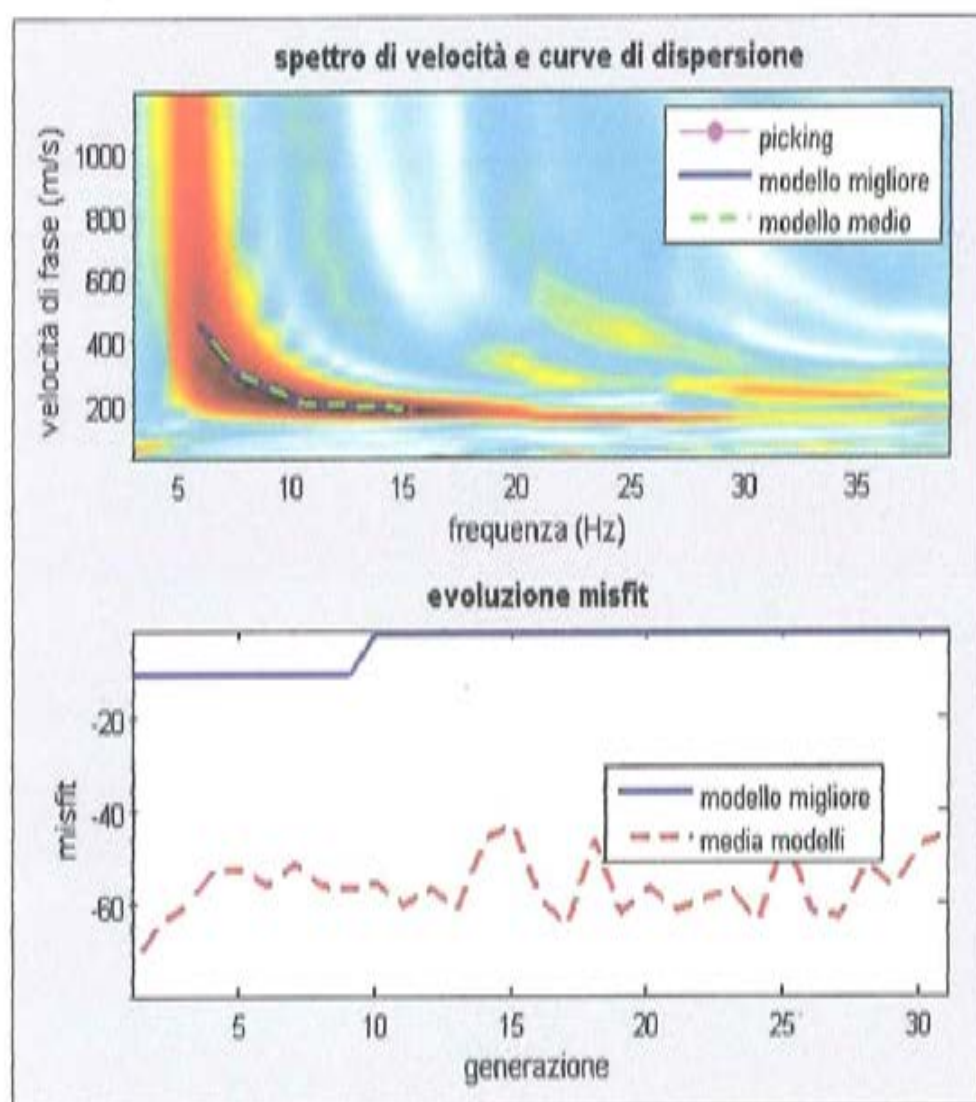 spettro di velocità e curve di dispersione
velocità di fase (m/s)
1000
800
600
400
200
picking
modello migliore
modello medio
5 10 15 20 25 30 35
frequenza (Hz)
evoluzione misfit
misfit
-20
-40
-60
modello migliore
media modelli
5 10 15 20 25 30
generazione